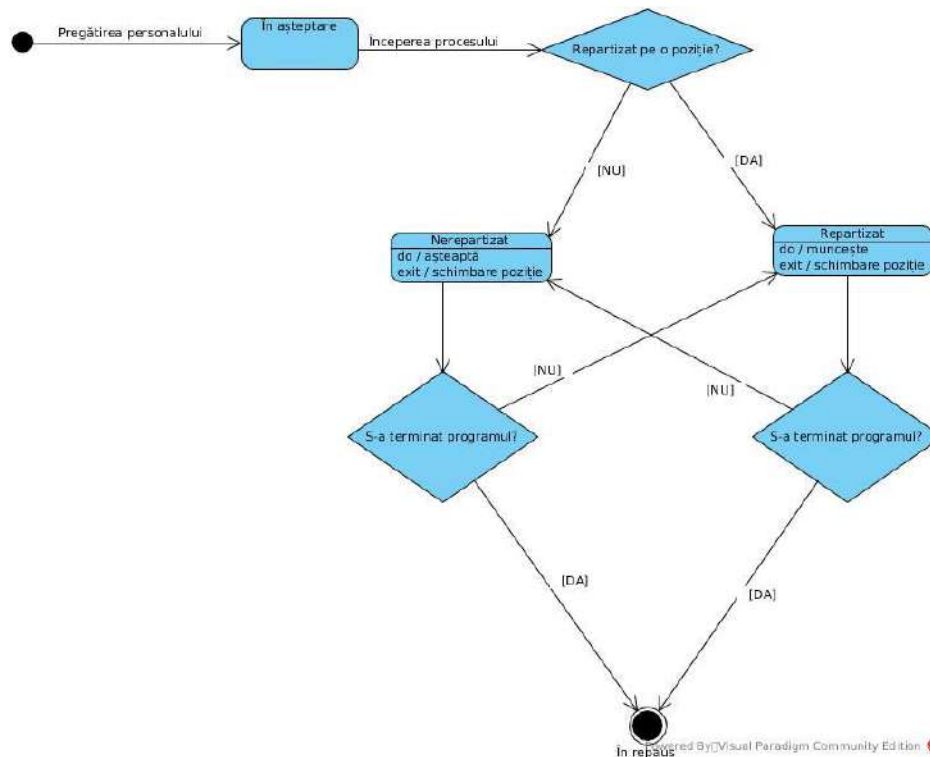 Pregătirea personalului
În așteptare
Începerea procesului
Repartizat pe o poziție?
[NU]
[DA]
Nerepartizat
do / așteaptă
exit / schimbare poziție
Repartizat
do / muncește
exit / schimbare poziție
[NU]
[NU]
S-a terminat programul?
S-a terminat programul?
[DA]
[DA]
În repaus
Powered By Visual Paradigm Community Edition